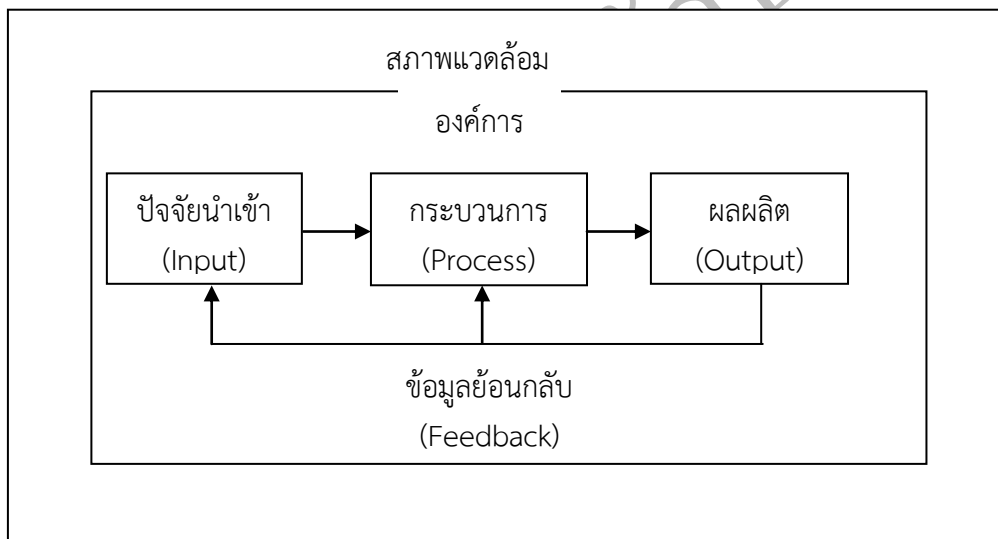 สภาพแวดล้อม
องค์การ
ปัจจัยนำเข้า
(Input)
กระบวนการ
(Process)
ผลผลิต
(Output)
ข้อมูลย้อนกลับ
(Feedback)